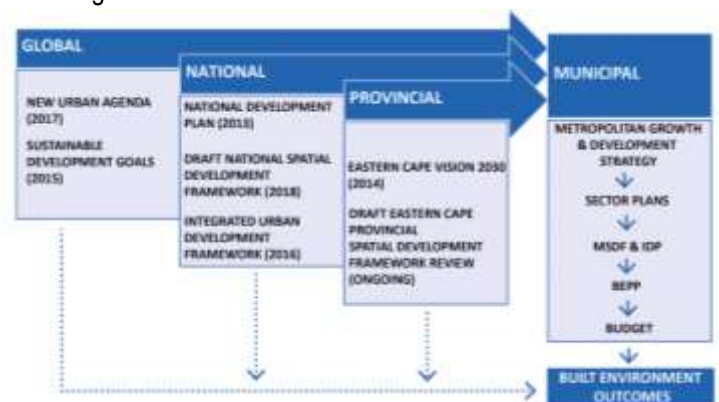 GLOBAL
NEW URBAN AGENDA
(2017)
SUSTAINABLE
DEVELOPMENT GOALS
(2015)
NATIONAL
NATIONAL DEVELOPMENT
PLAN (2013)
DRAFT NATIONAL SPATIAL
DEVELOPMENT
FRAMEWORK (2018)
INTEGRATED URBAN
DEVELOPMENT
FRAMEWORK (2016)
PROVINCIAL
EASTERN CAPE VISION 2030
(2014)
DRAFT EASTERN CAPE
PROVINCIAL
SPATIAL DEVELOPMENT
FRAMEWORK REVIEW
(ONGOING)
MUNICIPAL
METROPOLITAN GROWTH
& DEVELOPMENT
STRATEGY
SECTOR PLANS
MSDF & IDP
BEPP
BUDGET
BUILT ENVIRONMENT
OUTCOMES